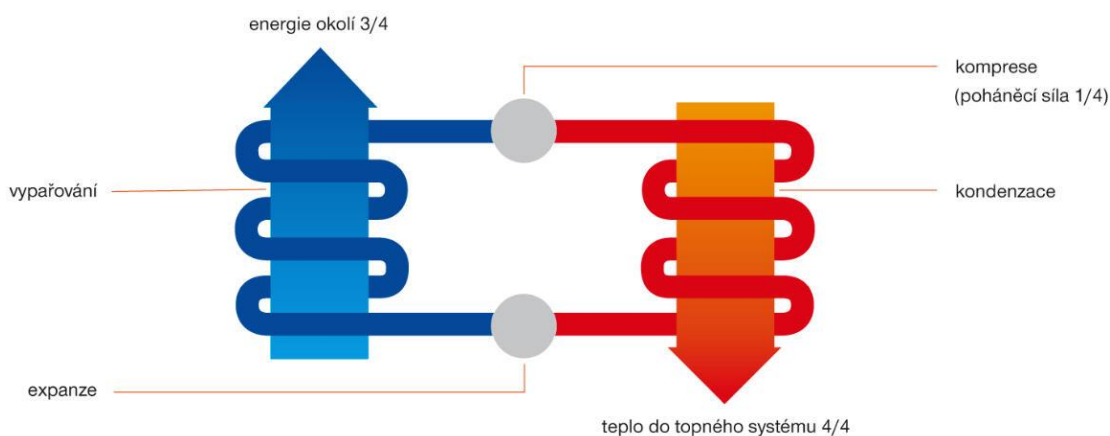 energie okolí 3/4
komprese
(poháněcí síla 1/4)
vypařování
kondenzace
expanze
teplo do topného systému 4/4